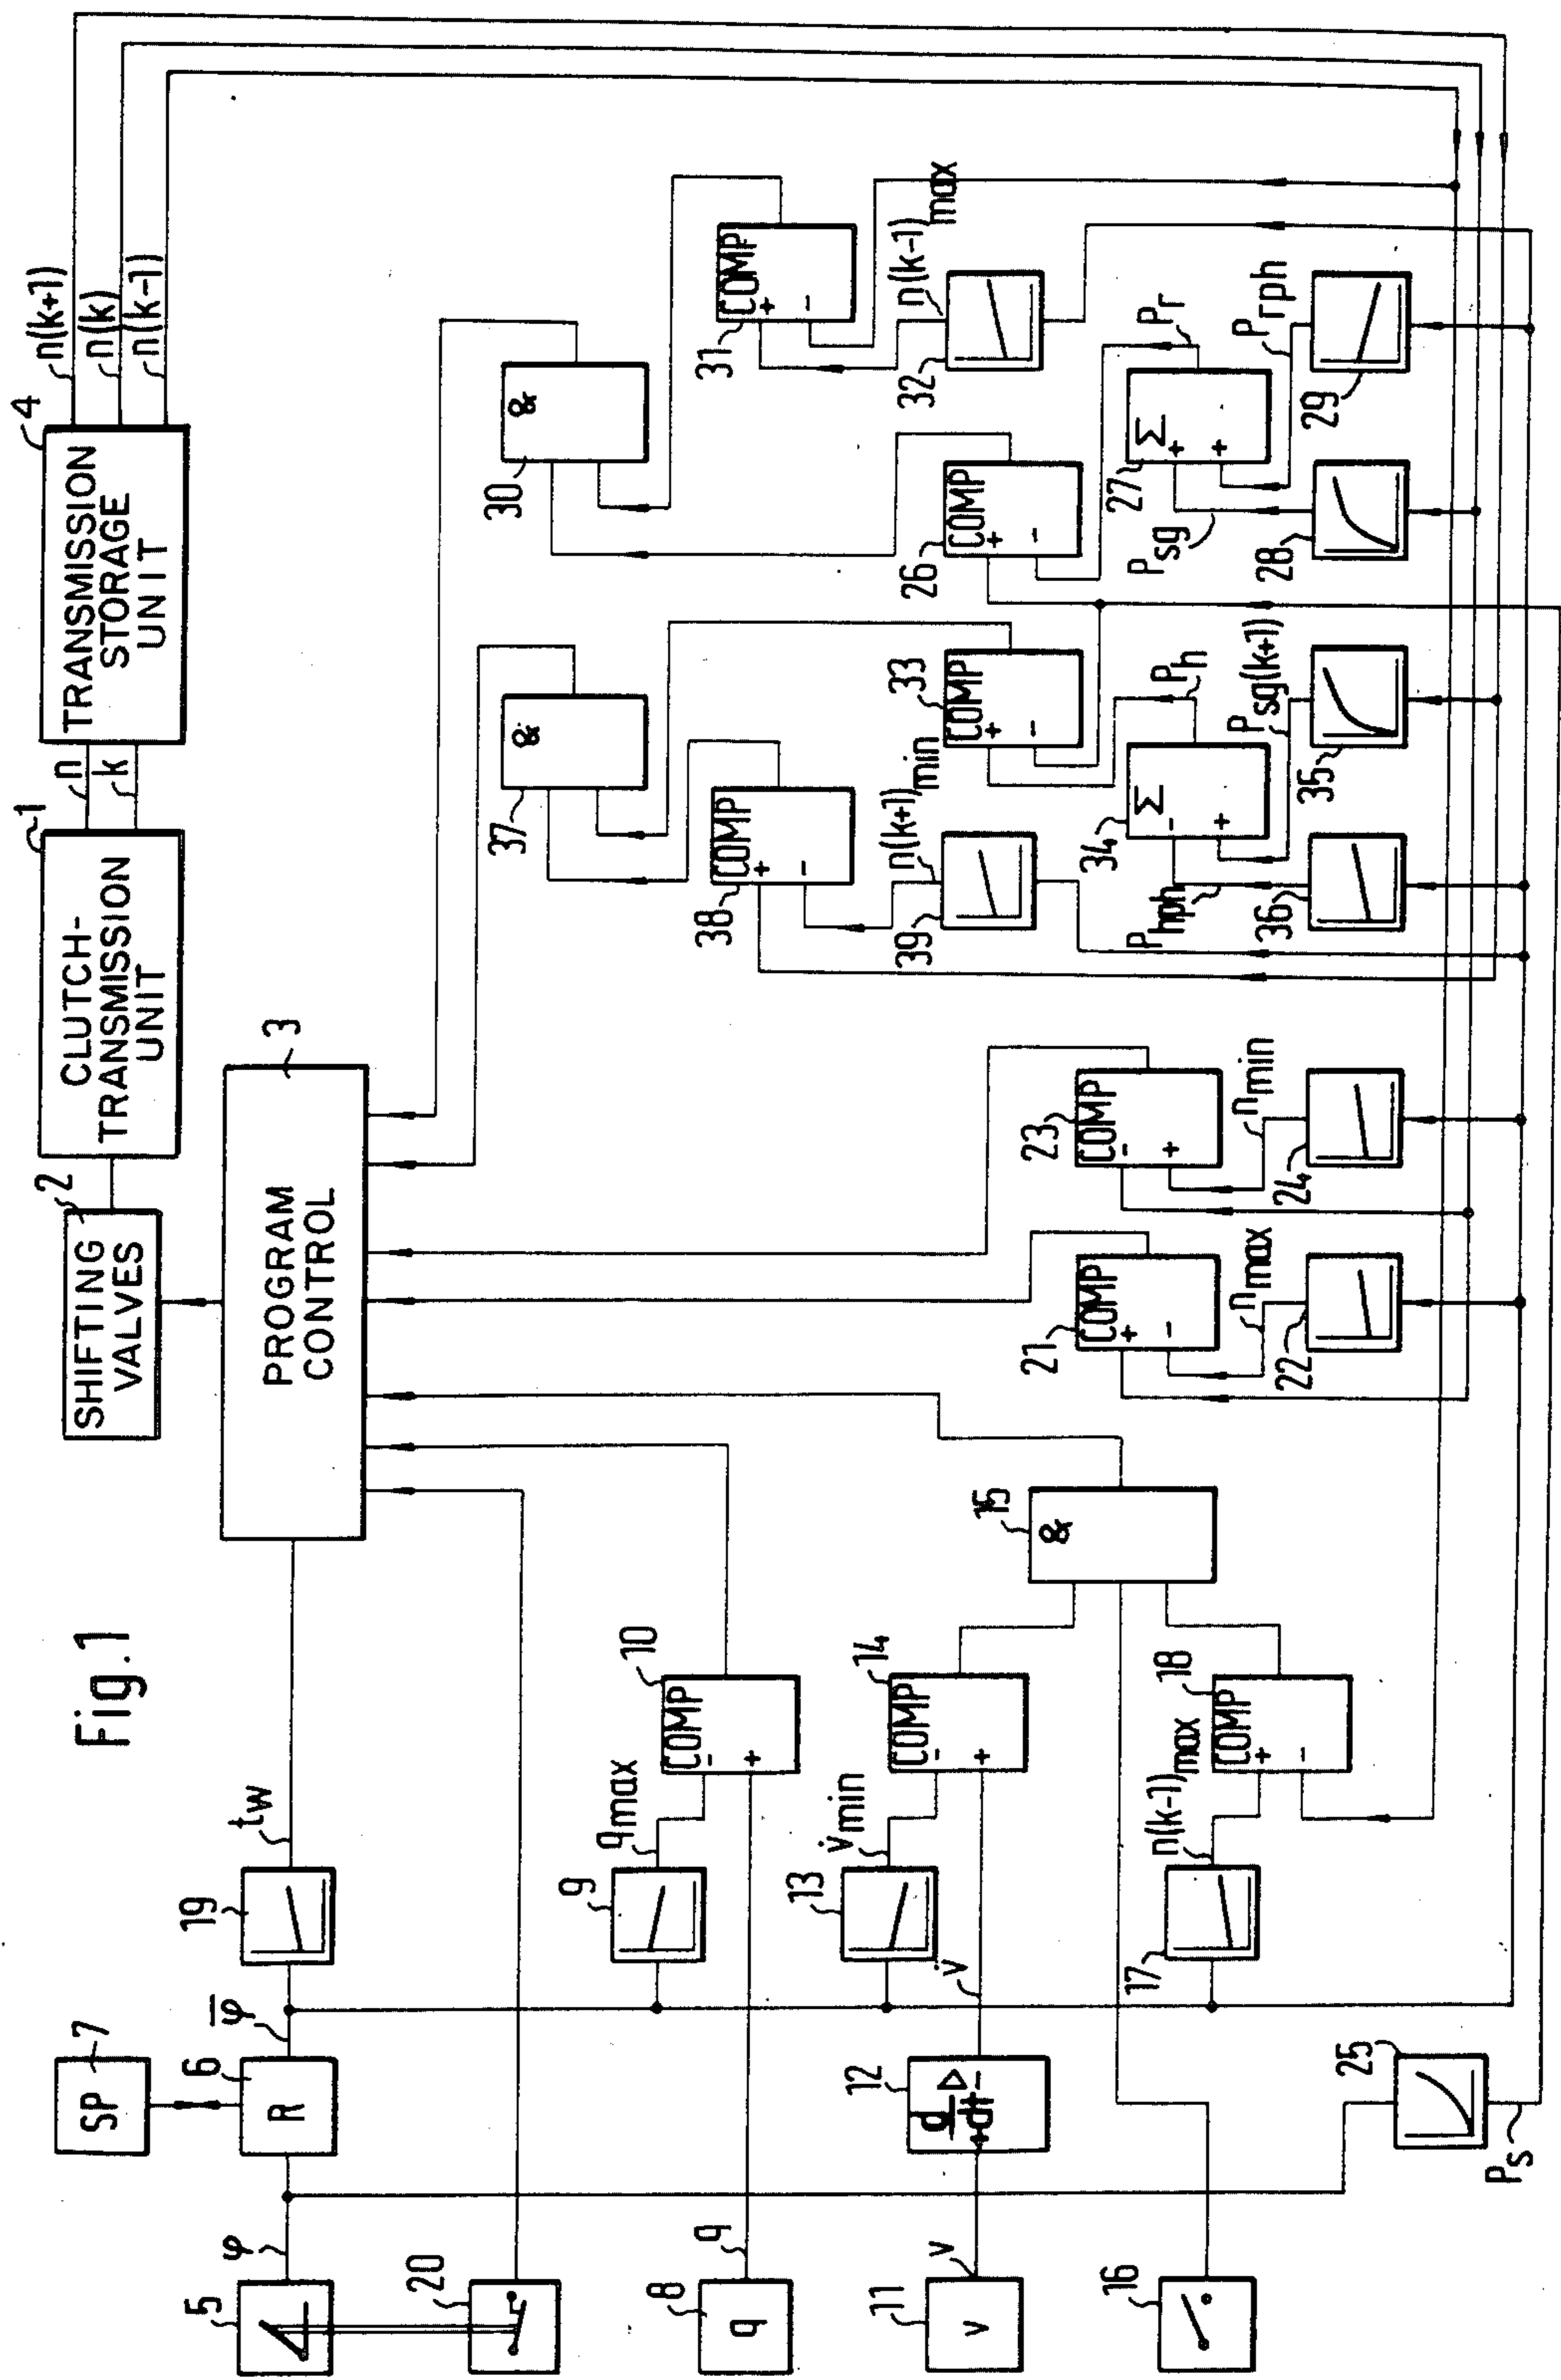 Fig.1
SP
7
5
φ
R
6
φ̅
19
tw
20
SHIFTING
VALVES
2
CLUTCH-
TRANSMISSION
UNIT
1
n
k
TRANSMISSION
STORAGE
UNIT
4
n(k+1)
n(k)
n(k-1)
PROGRAM
CONTROL
3
q
8
q
9
qmax
COMP
-
+
10
v
11
v
d
dt
+
-
12
v̇
13
v̇min
COMP
-
+
14
&
15
16
17
n(k-1)max
COMP
+
-
18
25
Ps
COMP
+
-
21
nmax
22
COMP
-
+
23
nmin
24
&
37
COMP
+
-
38
n(k+1)min
39
COMP
+
-
33
Ph
Σ
-
+
34
Phph
36
Psg(k+1)
35
&
30
COMP
+
-
31
n(k-1)max
32
COMP
+
-
26
Pr
Σ
+
+
27
Psg
28
Prph
29